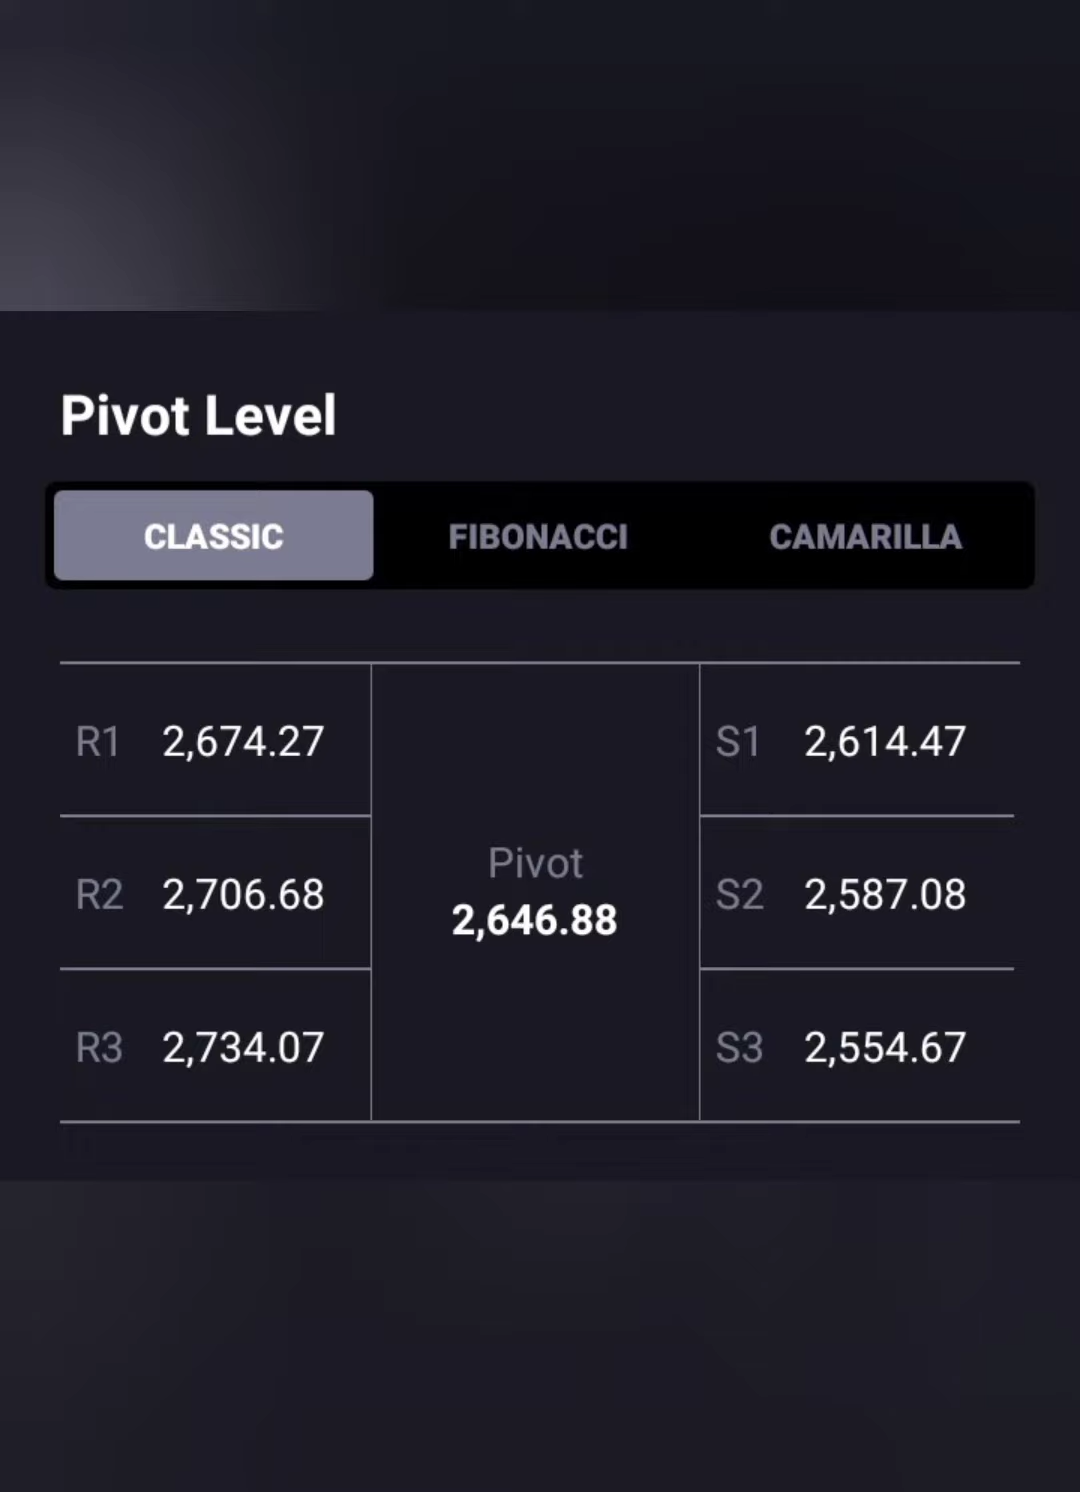 Pivot Level
CLASSIC FIBONACCI CAMARILLA
R1 2,674.27
R2 2,706.68
R3 2,734.07
Pivot
2,646.88
S1 2,614.47
S2 2,587.08
S3 2,554.67